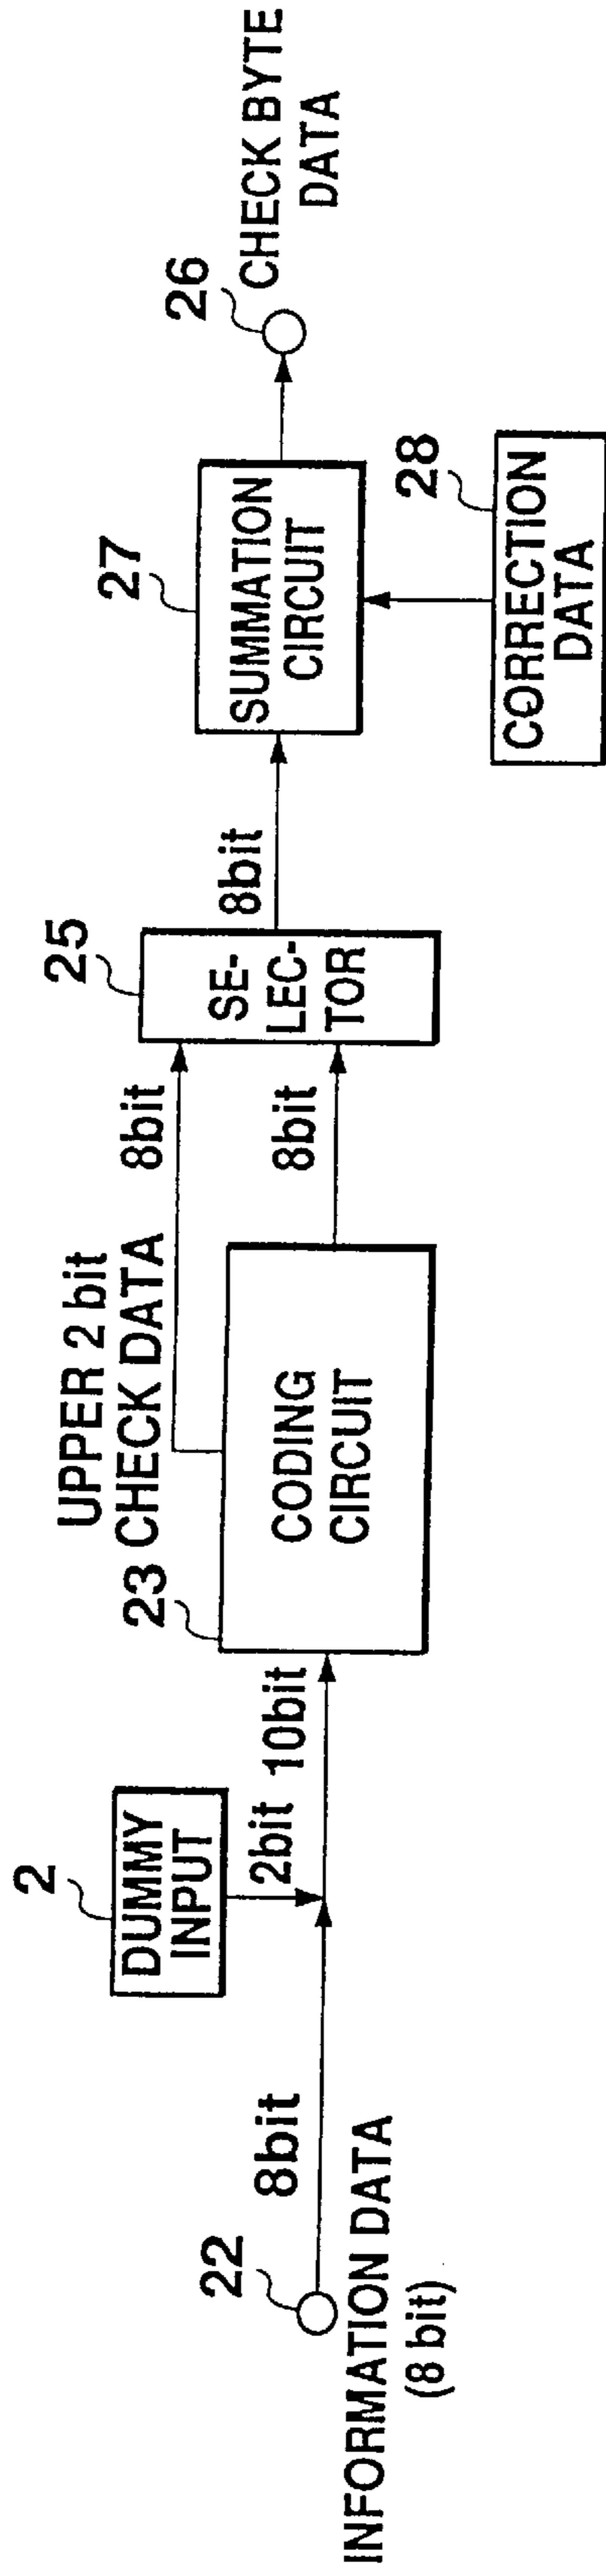 22
INFORMATION DATA
(8 bit)
8bit
2
DUMMY
INPUT
2bit
10bit
23
UPPER 2 bit
CHECK DATA
CODING
CIRCUIT
8bit
8bit
25
SE-
LEC-
TOR
8bit
27
SUMMATION
CIRCUIT
28
CORRECTION
DATA
26
CHECK BYTE
DATA